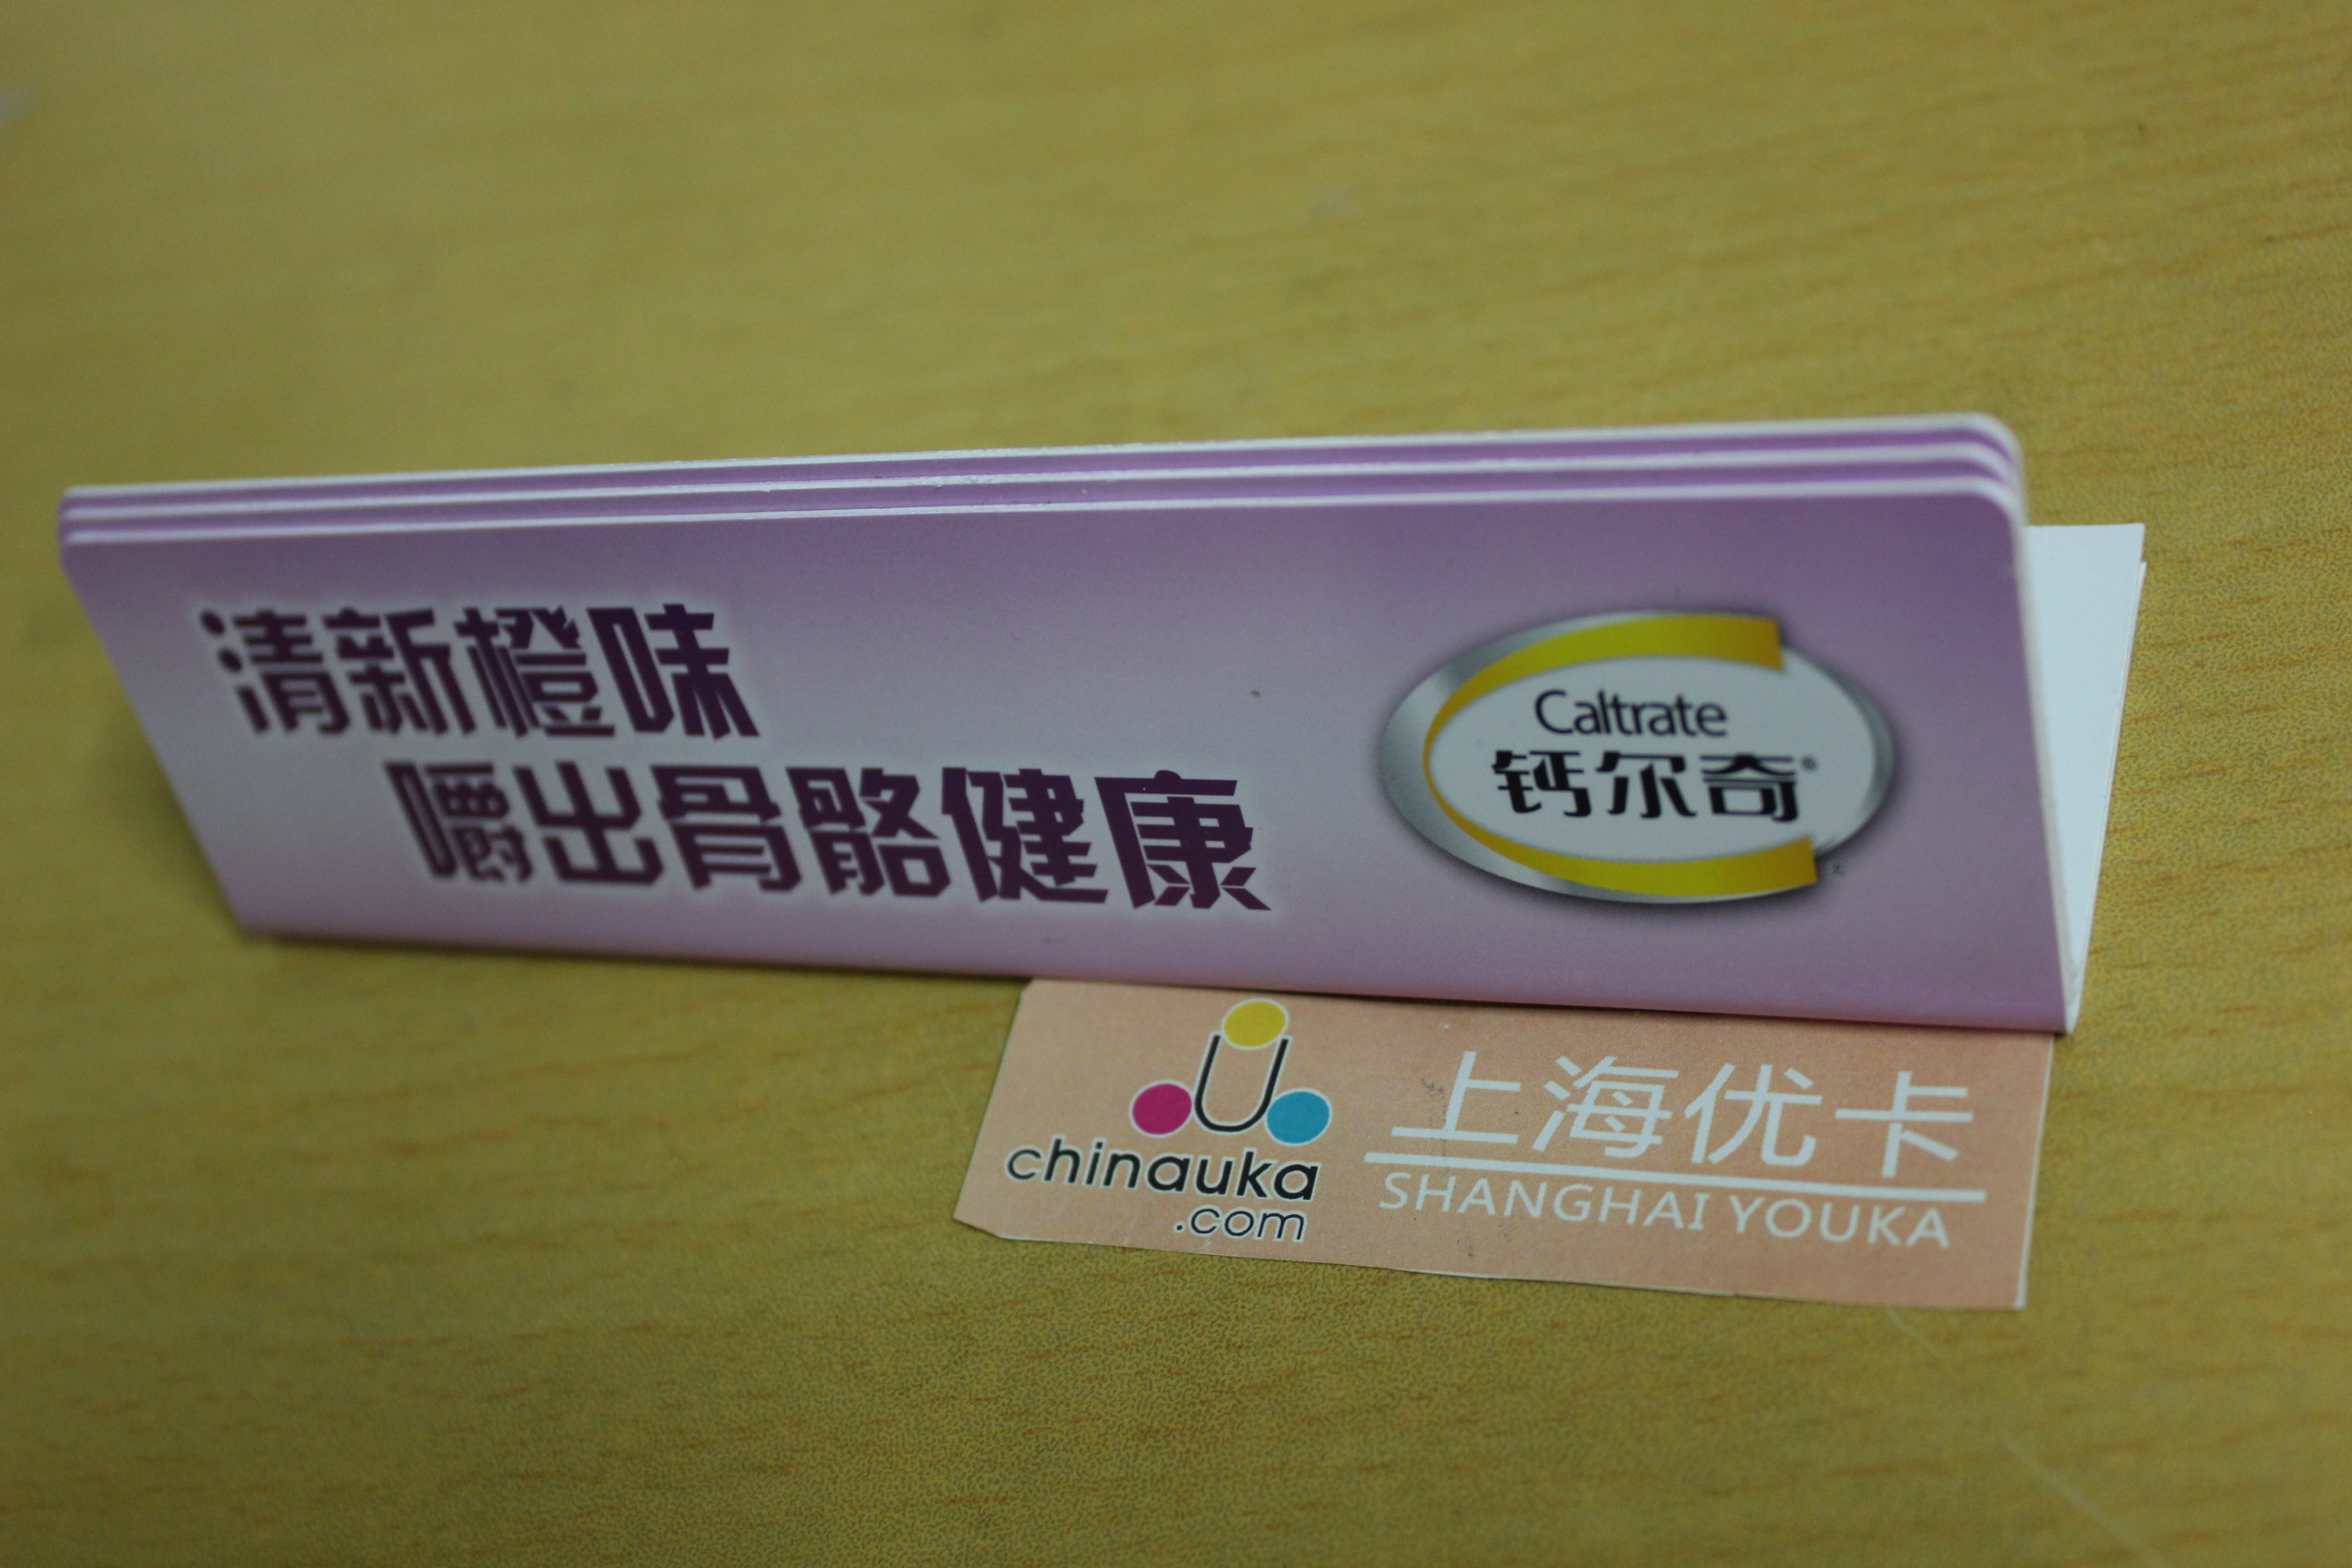 清新橙味
嚼出骨骼健康
Caltrate
钙尔奇®
®
chinauka
.com
上海优卡
SHANGHAI YOUKA